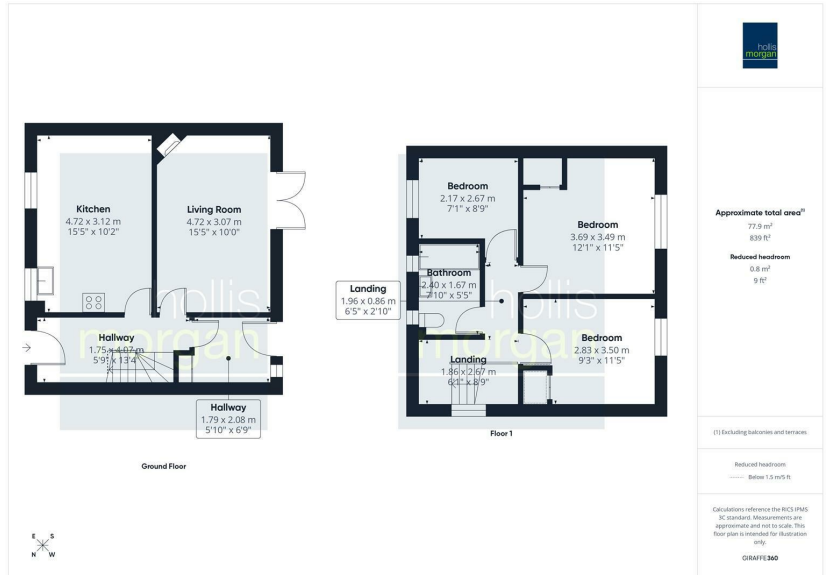 Kitchen
4.72 x 3.12 m
15'5" x 10'2"
Living Room
4.72 x 3.07 m
15'5" x 10'0"
Hallway
1.75 x 4.07 m
5'9" x 13'4"
Hallway
1.79 x 2.08 m
5'10" x 6'9"
hollis
morgan
Ground Floor
E S
N W
Bedroom
2.17 x 2.67 m
7'1" x 8'9"
Bedroom
3.69 x 3.49 m
12'1" x 11'5"
Bathroom
2.40 x 1.67 m
7'10" x 5'5"
Landing
1.96 x 0.86 m
6'5" x 2'10"
Landing
1.86 x 2.67 m
6'1" x 8'9"
Bedroom
2.83 x 3.50 m
9'3" x 11'5"
hollis
morgan
Floor 1
hollis
morgan
Approximate total area(1)
77.9 m²
839 ft²
Reduced headroom
0.8 m²
9 ft²
(1) Excluding balconies and terraces
Reduced headroom
Below 1.5 m/5 ft
Calculations reference the RICS IPMS
3C standard. Measurements are
approximate and not to scale. This
floor plan is intended for illustration
only.
GIRAFFE360